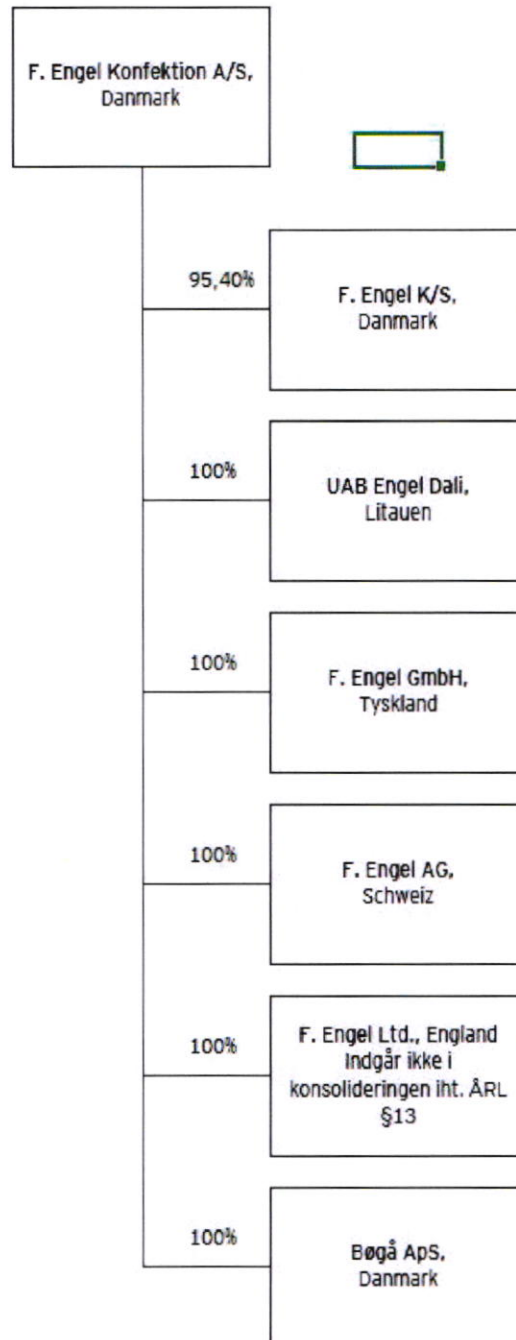 F. Engel Konfektion A/S,
Danmark
95,40%
F. Engel K/S,
Danmark
100%
UAB Engel Dali,
Litauen
100%
F. Engel GmbH,
Tyskland
100%
F. Engel AG,
Schweiz
100%
F. Engel Ltd., England
Indgår ikke i
konsolideringen iht. ÅRL
§13
100%
Bøgå ApS,
Danmark